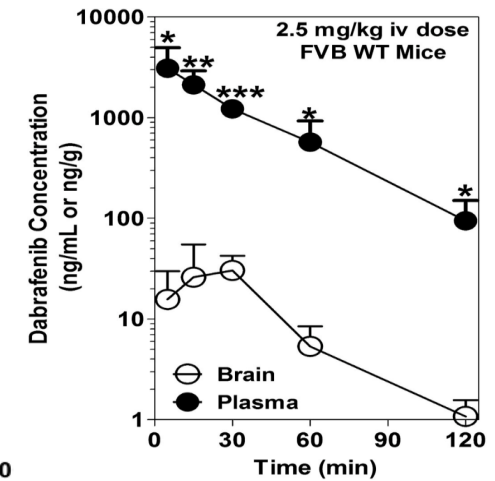 10000
2.5 mg/kg iv dose
FVB WT Mice
*
**
***
*
*
1000
100
10
1
Dabrafenib Concentration
(ng/mL or ng/g)
Brain
Plasma
0 30 60 90 120
Time (min)
0